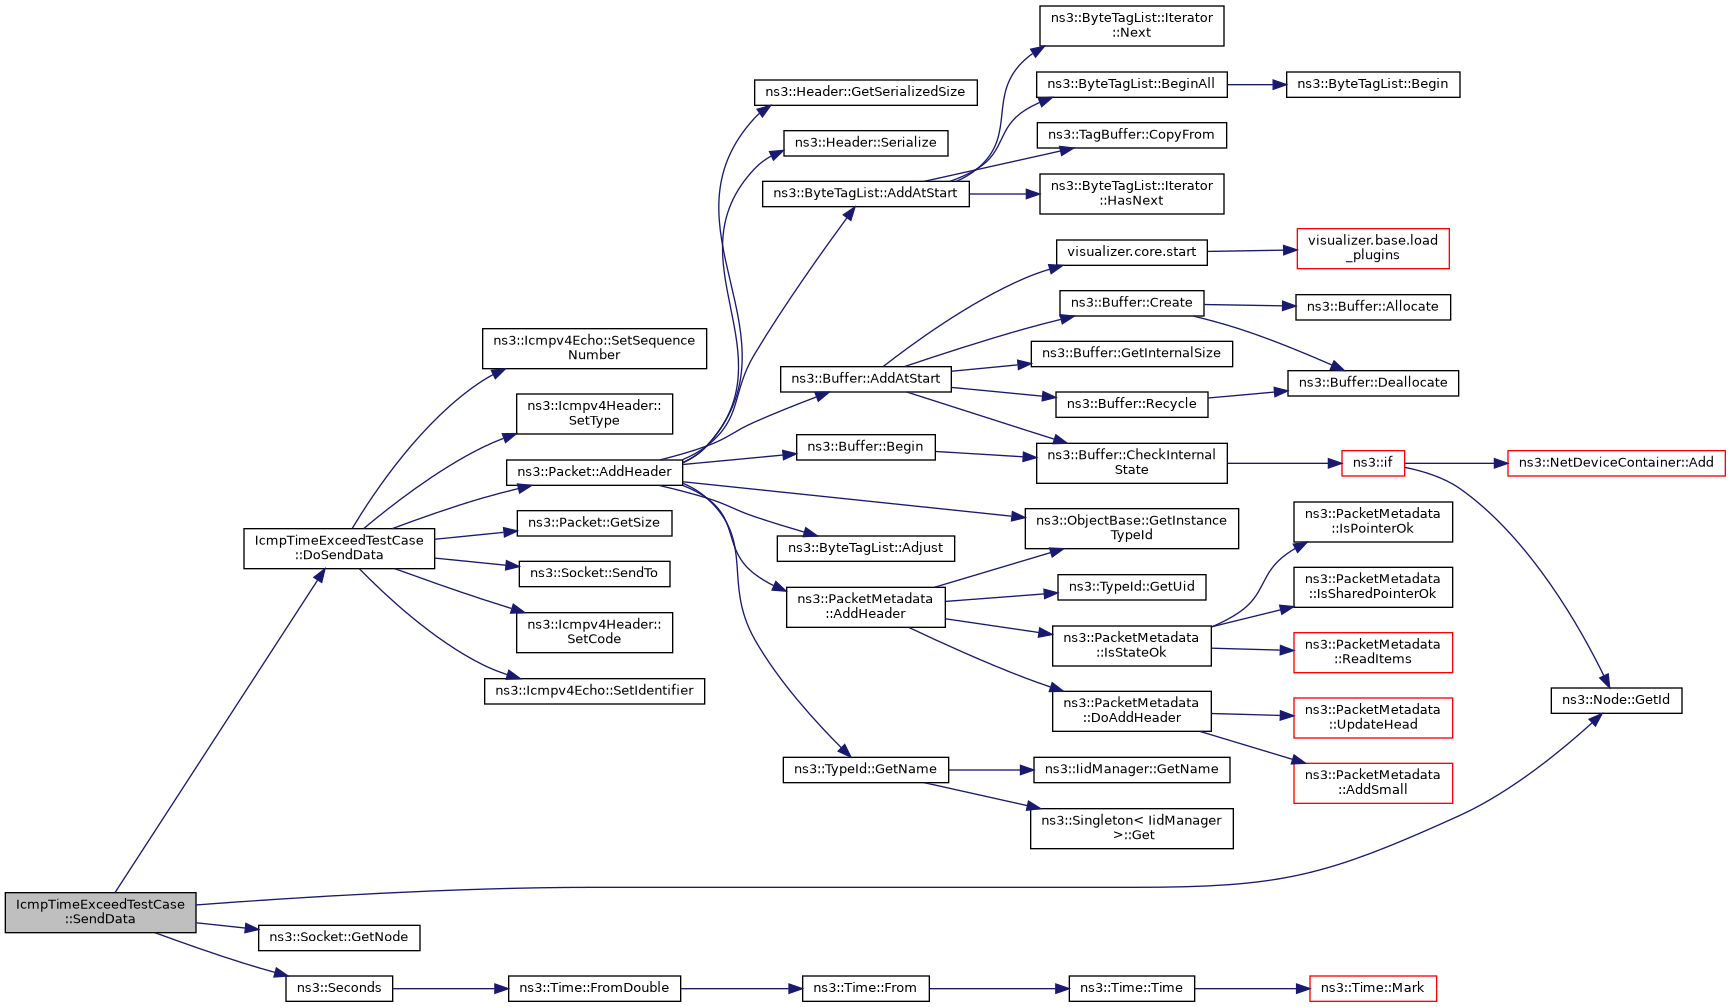 ns3::ByteTagList::Iterator
::Next
ns3::Header::GetSerializedSize
ns3::ByteTagList::BeginAll
ns3::ByteTagList::Begin
ns3::TagBuffer::CopyFrom
ns3::Header::Serialize
ns3::ByteTagList::AddAtStart
ns3::ByteTagList::Iterator
::HasNext
visualizer.core.start
visualizer.base.load
_plugins
ns3::Buffer::Create
ns3::Buffer::Allocate
ns3::Icmpv4Echo::SetSequence
Number
ns3::Buffer::GetInternalSize
ns3::Buffer::AddAtStart
ns3::Buffer::Deallocate
ns3::Buffer::Recycle
ns3::Icmpv4Header::
SetType
ns3::Buffer::Begin
ns3::Buffer::CheckInternal
State
ns3::if
ns3::NetDeviceContainer::Add
ns3::Packet::AddHeader
ns3::Packet::GetSize
ns3::ObjectBase::GetInstance
TypeId
ns3::PacketMetadata
::IsPointerOk
IcmpTimeExceedTestCase
::DoSendData
ns3::ByteTagList::Adjust
ns3::Socket::SendTo
ns3::TypeId::GetUid
ns3::PacketMetadata
::IsSharedPointerOk
ns3::PacketMetadata
::AddHeader
ns3::Icmpv4Header::
SetCode
ns3::PacketMetadata
::IsStateOk
ns3::PacketMetadata
::ReadItems
ns3::Icmpv4Echo::SetIdentifier
ns3::PacketMetadata
::DoAddHeader
ns3::Node::GetId
ns3::PacketMetadata
::UpdateHead
ns3::TypeId::GetName
ns3::IidManager::GetName
ns3::PacketMetadata
::AddSmall
ns3::Singleton< IidManager
>::Get
IcmpTimeExceedTestCase
::SendData
ns3::Socket::GetNode
ns3::Seconds
ns3::Time::FromDouble
ns3::Time::From
ns3::Time::Time
ns3::Time::Mark